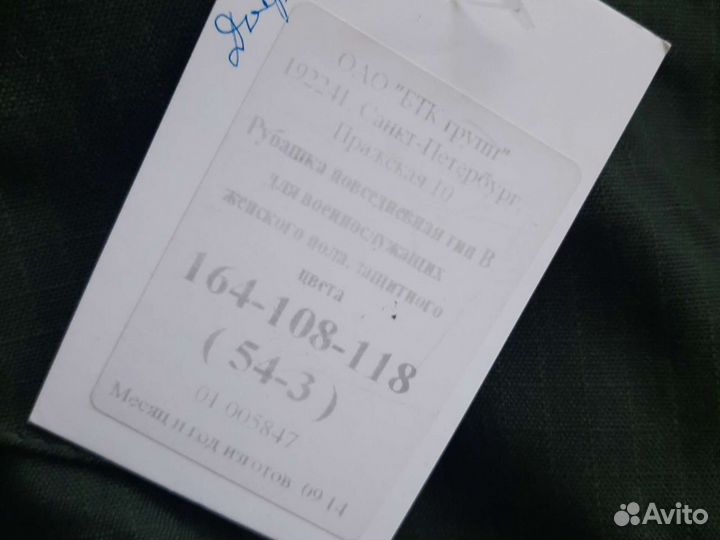 ОАО "БТК групп"
192241, Санкт-Петербург,
Пражская 10
Рубашка повседневная тип В
для военнослужащих
женского пола, защитного
цвета
164-108-118
( 54-3 )
01 005847
Месяц и год изготов 09 14
Avito